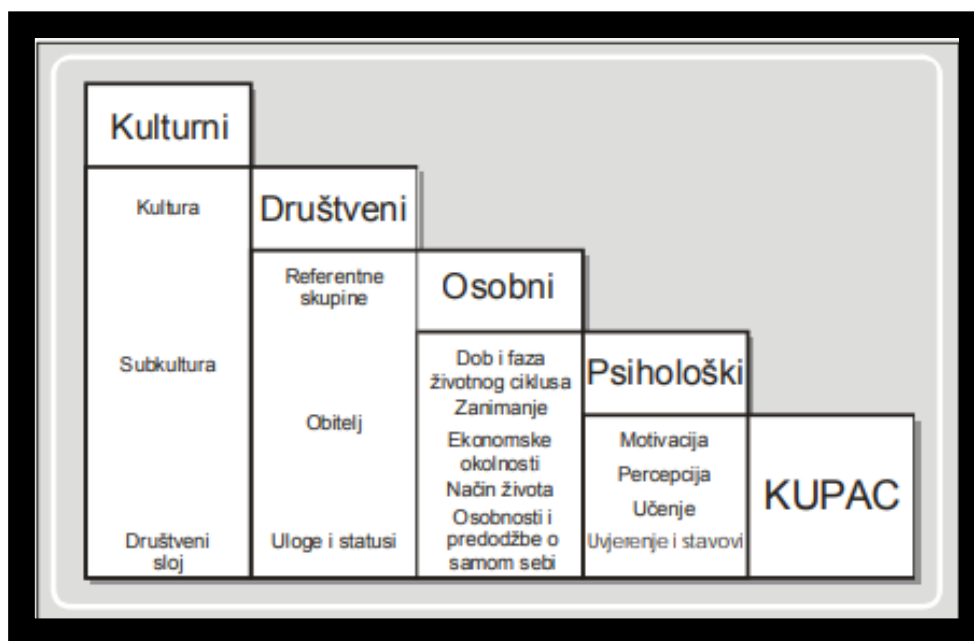 Kulturni
Kultura
Subkultura
Društveni
sloj
Društveni
Referentne
skupine
Obitelj
Uloge i statusi
Osobni
Dob i faza
životnog ciklusa
Zanimanje
Ekonomske
okolnosti
Način života
Osobnosti i
predodžbe o
samom sebi
Psihološki
Motivacija
Percepcija
Učenje
Uvjerenje i stavovi
KUPAC